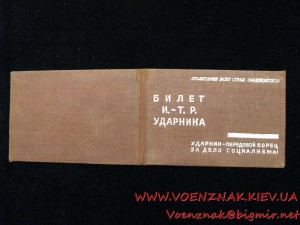 ПРОЛЕТАРИИ ВСЕХ СТРАН, СОЕДИНЯЙТЕСЬ!
БИЛЕТ
И.-Т. Р.
УДАРНИКА
УДАРНИК-ПЕРЕДОВОЙ БОРЕЦ
ЗА ДЕЛО СОЦИАЛИЗМА!
WWW.VOENZNAK.KIEV.UA
Voenznak@bigmir.net